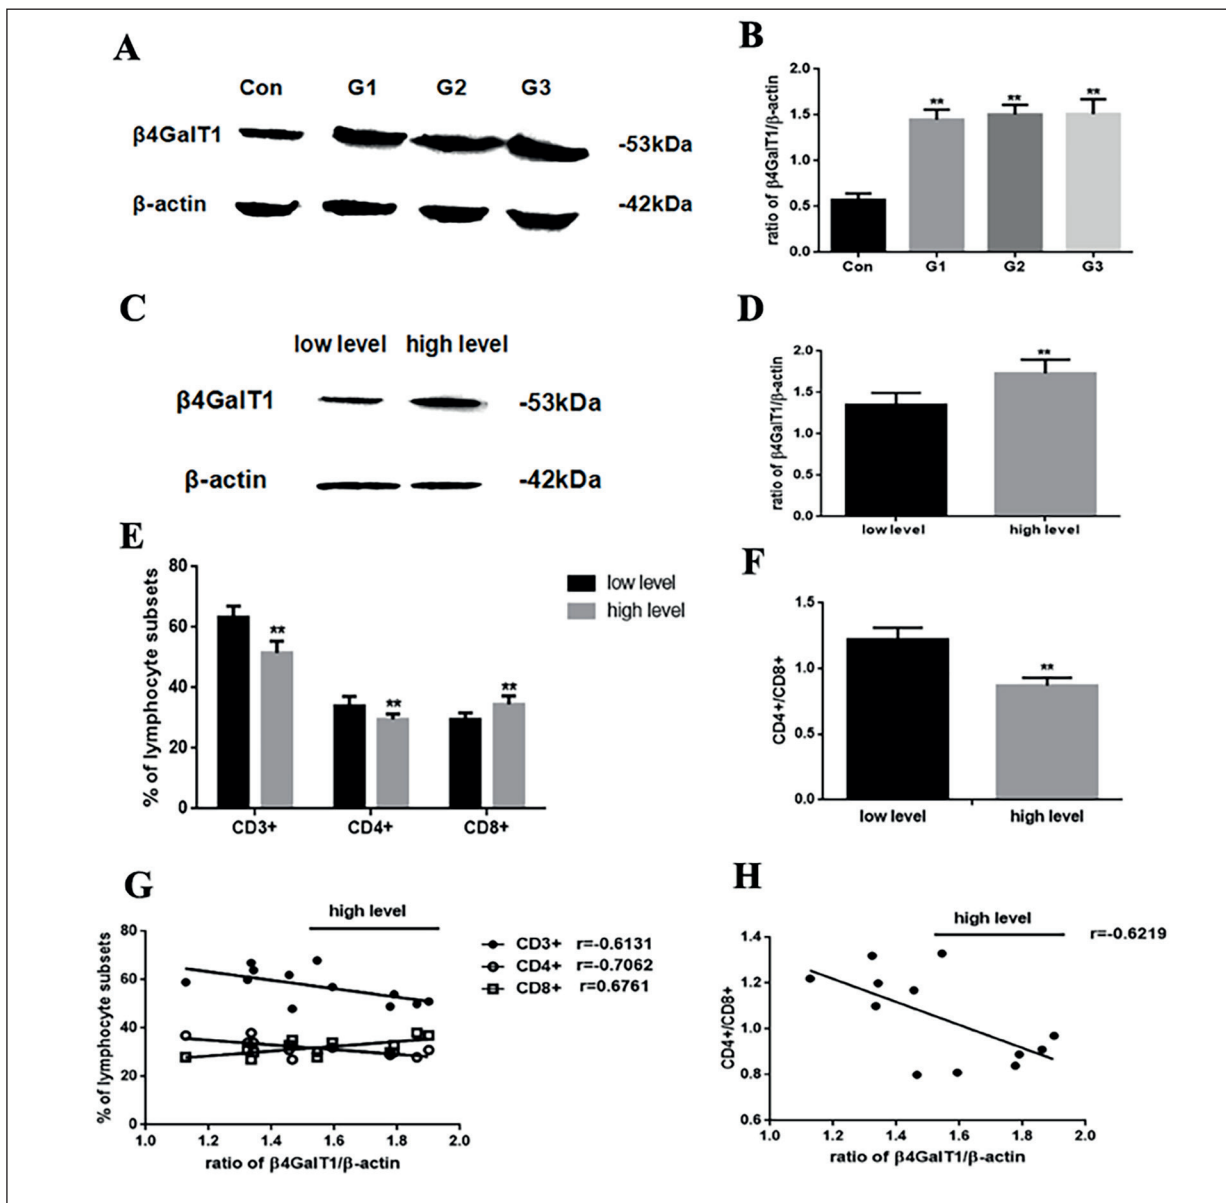 A
Con G1 G2 G3
β4GalT1
-53kDa
β-actin
-42kDa
B
ratio of β4GalT1/β-actin
2.0
1.5
1.0
0.5
0.0
** ** **
Con G1 G2 G3
C
low level high level
β4GalT1
-53kDa
β-actin
-42kDa
D
ratio of β4GalT1/β-actin
2.0
1.5
1.0
0.5
0.0
**
low level high level
E
% of lymphocyte subsets
80
60
40
20
0
** ** **
CD3+ CD4+ CD8+
low level
high level
F
CD4+/CD8+
1.5
1.0
0.5
0.0
**
low level high level
G
high level
% of lymphocyte subsets
80
60
40
20
0
1.0 1.2 1.4 1.6 1.8 2.0
ratio of β4GalT1/β-actin
CD3+ r=-0.6131
CD4+ r=-0.7062
CD8+ r=0.6761
H
high level
r=-0.6219
CD4+/CD8+
1.4
1.2
1.0
0.8
0.6
1.0 1.2 1.4 1.6 1.8 2.0
ratio of β4GalT1/β-actin